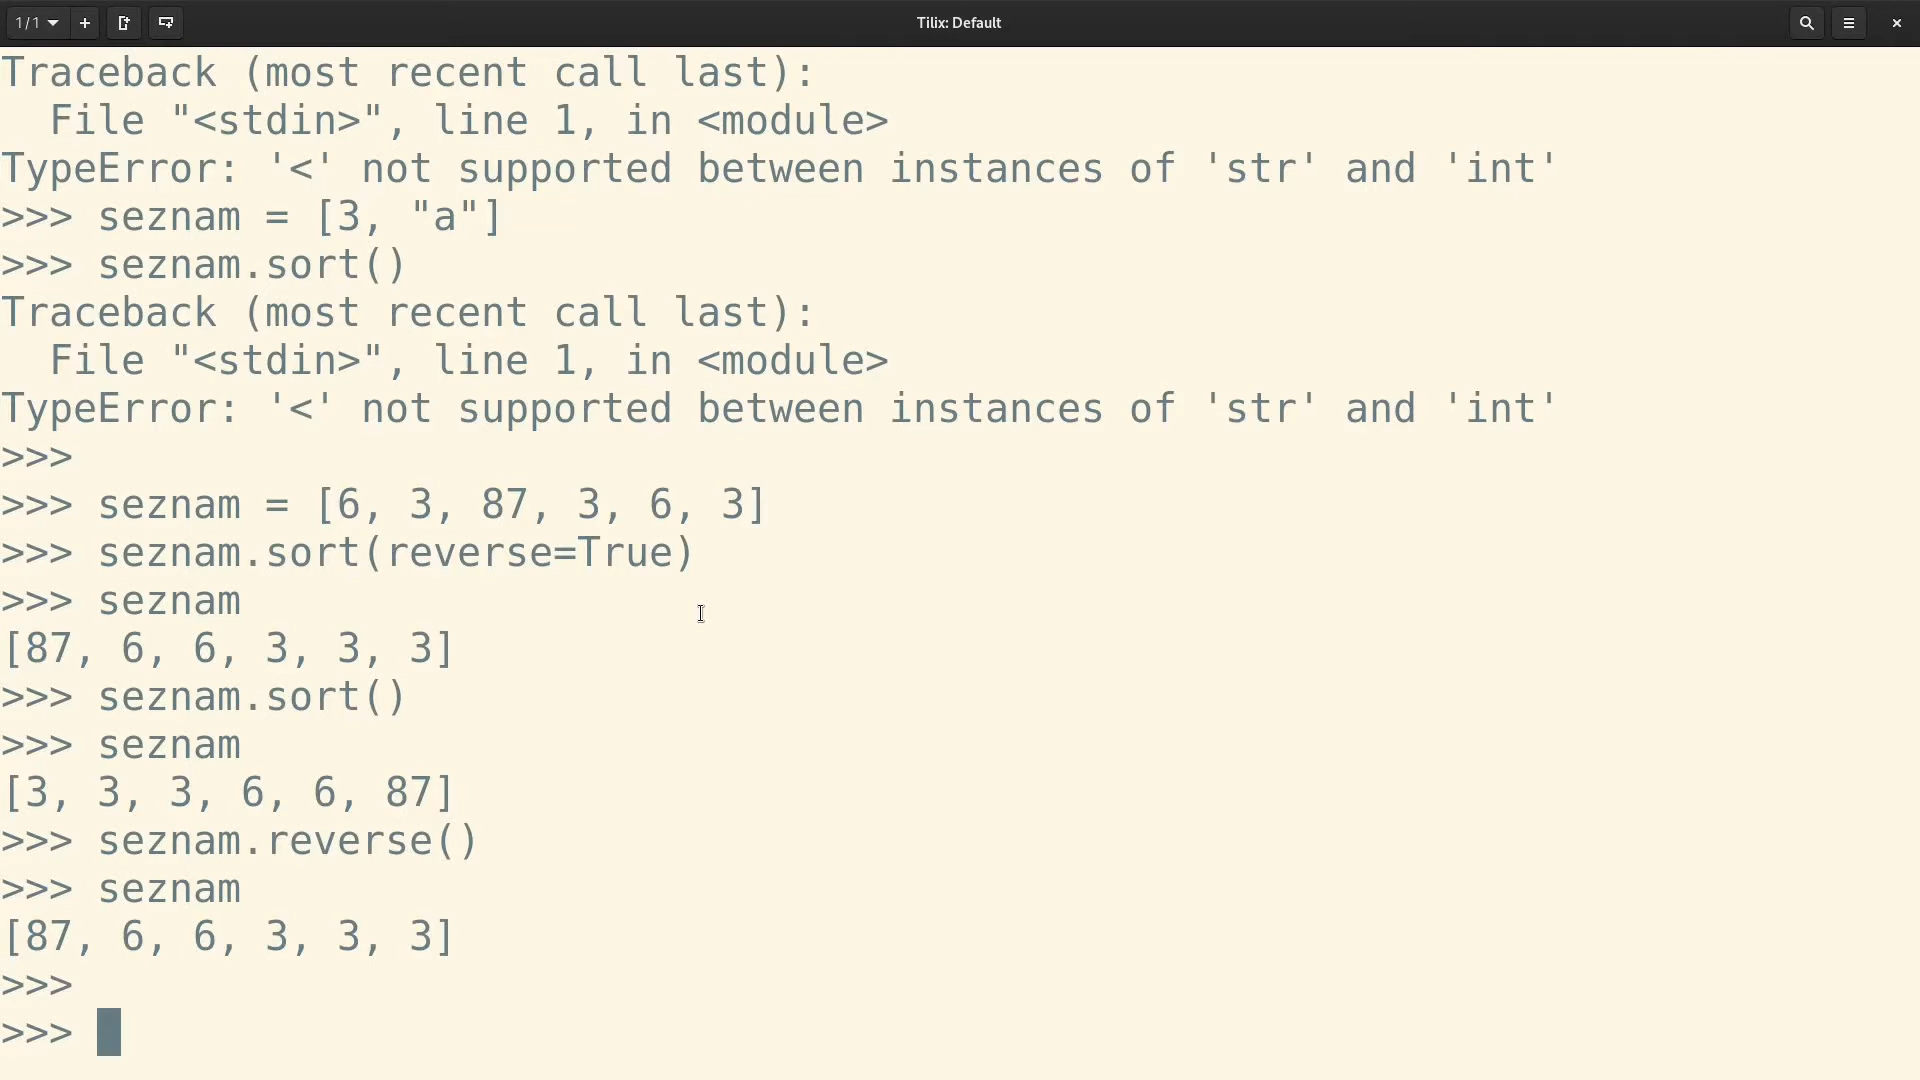 1/1
Tilix: Default
Traceback (most recent call last):
  File "<stdin>", line 1, in <module>
TypeError: '<' not supported between instances of 'str' and 'int'
>>> seznam = [3, "a"]
>>> seznam.sort()
Traceback (most recent call last):
  File "<stdin>", line 1, in <module>
TypeError: '<' not supported between instances of 'str' and 'int'
>>>
>>> seznam = [6, 3, 87, 3, 6, 3]
>>> seznam.sort(reverse=True)
>>> seznam
[87, 6, 6, 3, 3, 3]
>>> seznam.sort()
>>> seznam
[3, 3, 3, 6, 6, 87]
>>> seznam.reverse()
>>> seznam
[87, 6, 6, 3, 3, 3]
>>>
>>>